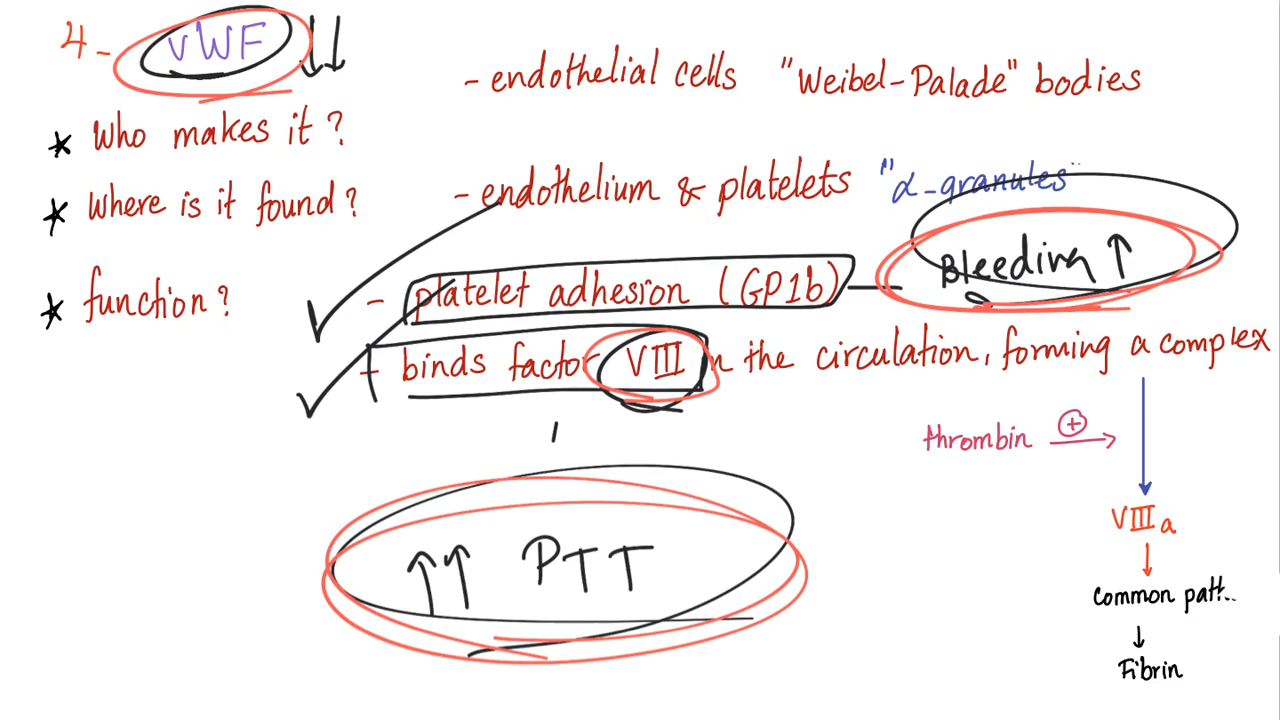 4- vWF ↓↓
- endothelial cells "Weibel-Palade" bodies
* Who makes it?
- endothelium & platelets "α-granules"
* Where is it found?
Bleeding ↑
- platelet adhesion (GP1b)
* function?
- binds factor VIII in the circulation, forming a complex
thrombin ⊕→
VIIIa
↑↑ PTT
Common patt..
Fibrin